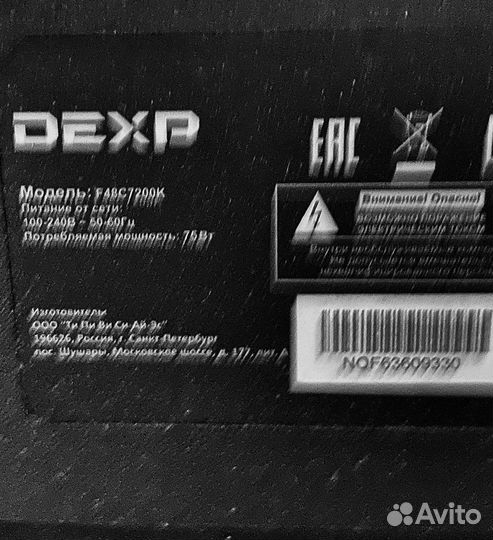 DEXP
Модель: F48C7200K
Питание от сети:
100-240В ~ 50-60Гц
Потребляемая мощность: 75Вт
Изготовитель:
ООО "Ти Пи Ви Си-Ай-Эс"
196626, Россия, г. Санкт-Петербург
пос. Шушары, Московское шоссе, д. 177, лит. А
EAC
Внимание! Опасно!
NOF63609330
Avito